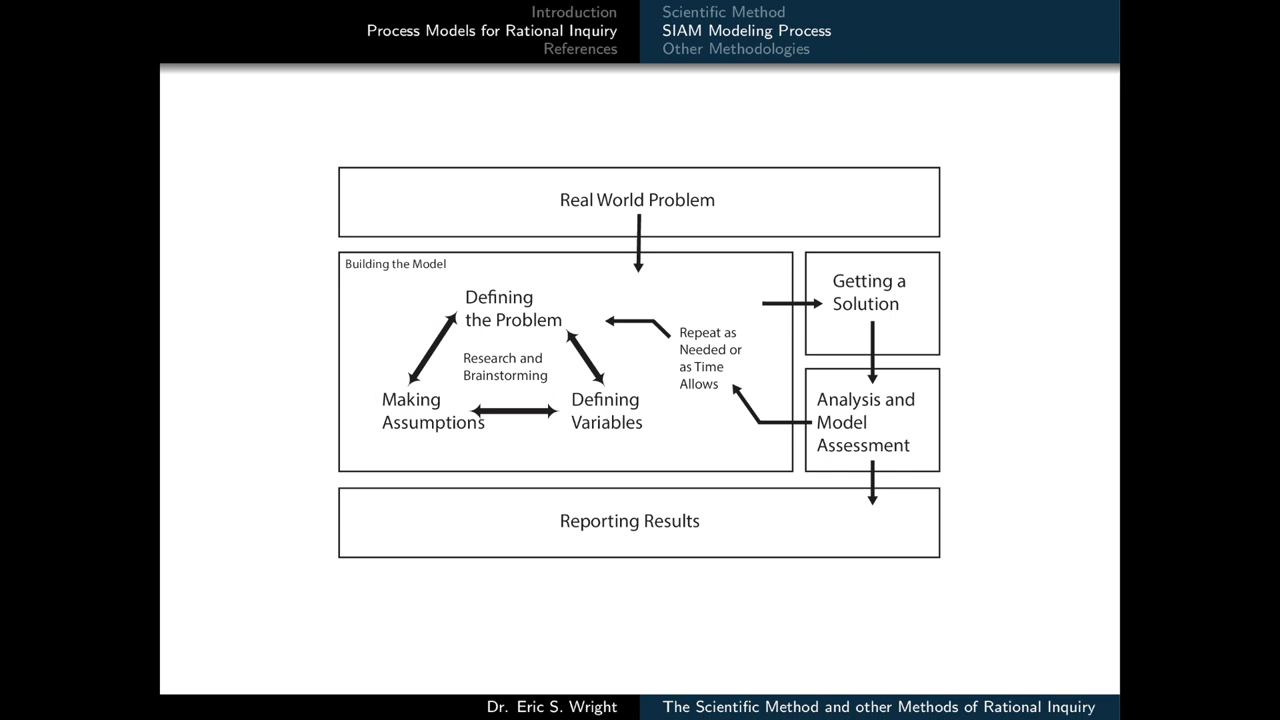 Introduction
Process Models for Rational Inquiry
References
Scientific Method
SIAM Modeling Process
Other Methodologies
Real World Problem
Building the Model
Defining
the Problem
Research and
Brainstorming
Making
Assumptions
Defining
Variables
Repeat as
Needed or
as Time
Allows
Getting a
Solution
Analysis and
Model
Assessment
Reporting Results
Dr. Eric S. Wright
The Scientific Method and other Methods of Rational Inquiry